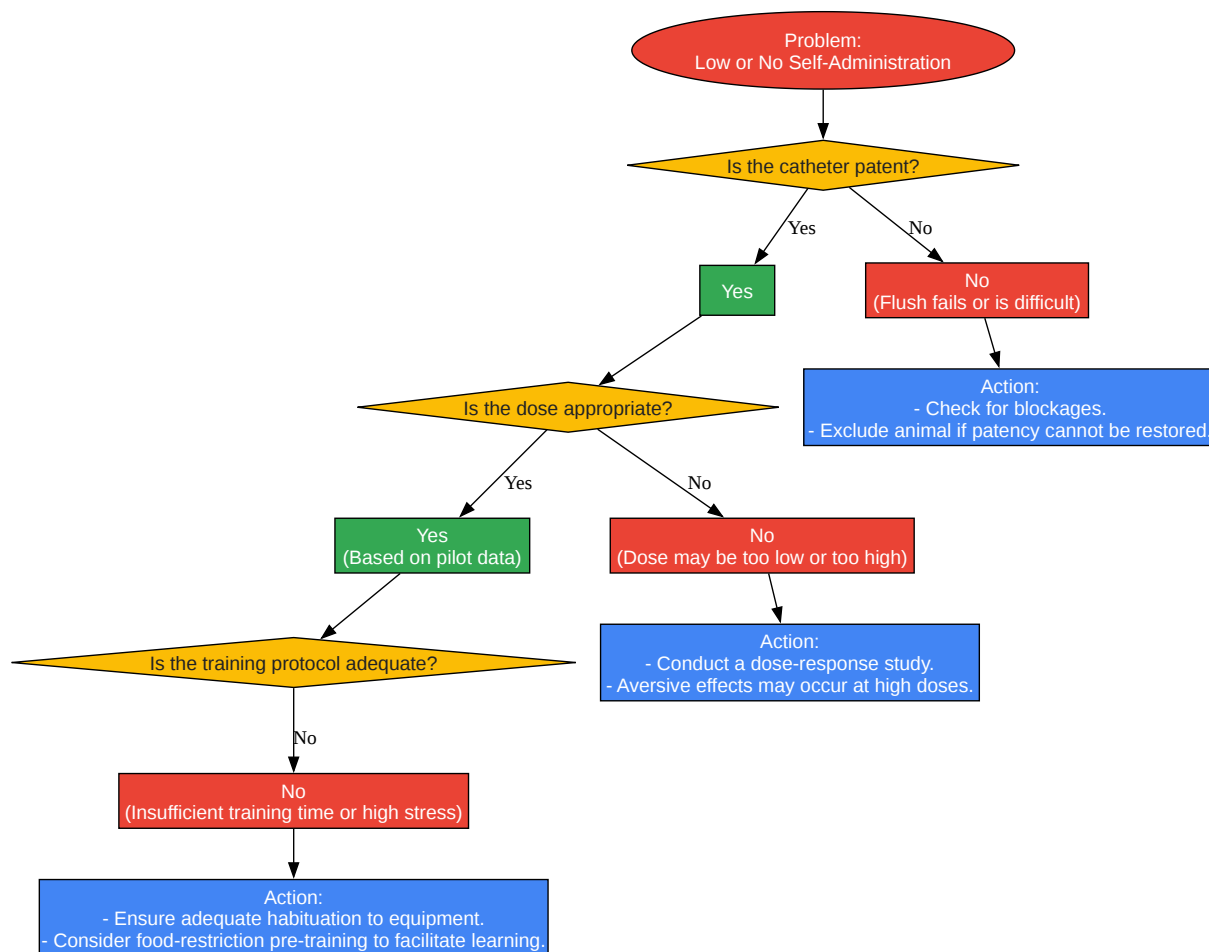 Problem:
Low or No Self-Administration
Is the catheter patent?
Yes
No
Yes
No
(Flush fails or is difficult)
Action:
- Check for blockages.
- Exclude animal if patency cannot be restored.
Is the dose appropriate?
Yes
No
Yes
(Based on pilot data)
No
(Dose may be too low or too high)
Action:
- Conduct a dose-response study.
- Aversive effects may occur at high doses.
Is the training protocol adequate?
No
No
(Insufficient training time or high stress)
Action:
- Ensure adequate habituation to equipment.
- Consider food-restriction pre-training to facilitate learning.